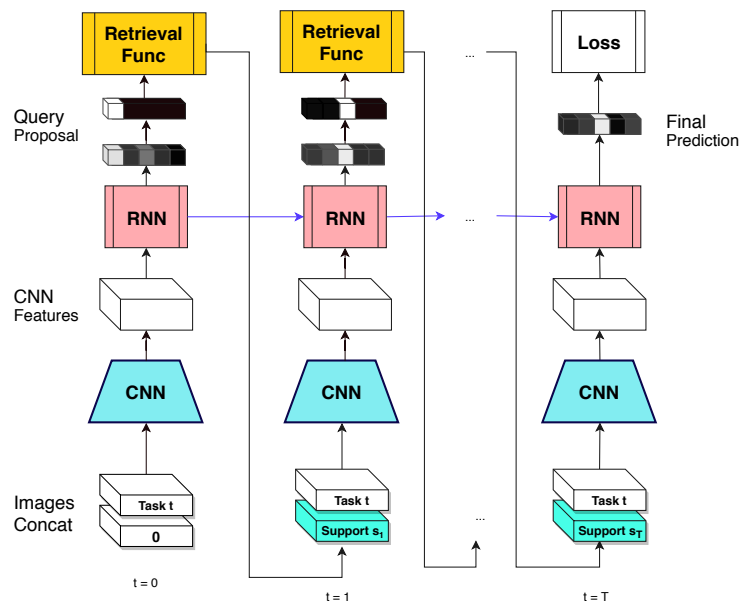 Retrieval
Func
Retrieval
Func
...
Loss
Query
Proposal
Final
Prediction
RNN
RNN
...
RNN
CNN
Features
CNN
CNN
CNN
Images
Concat
Task t
0
Task t
Support s1
...
Task t
Support sT
t = 0
t = 1
t = T